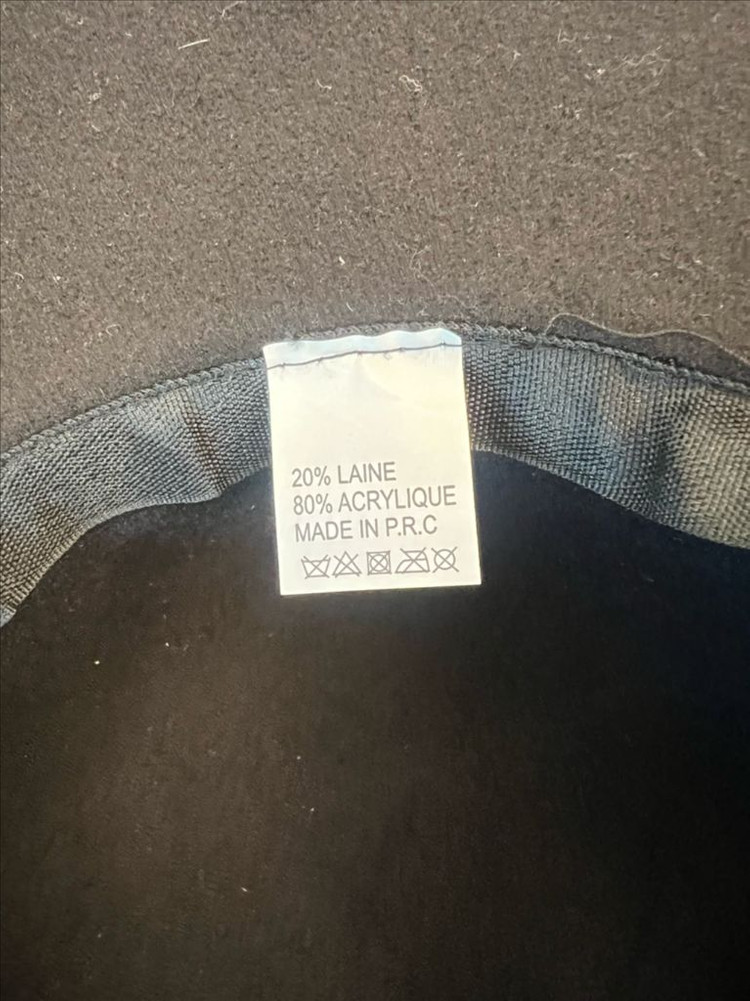 20% LAINE
80% ACRYLIQUE
MADE IN P.R.C